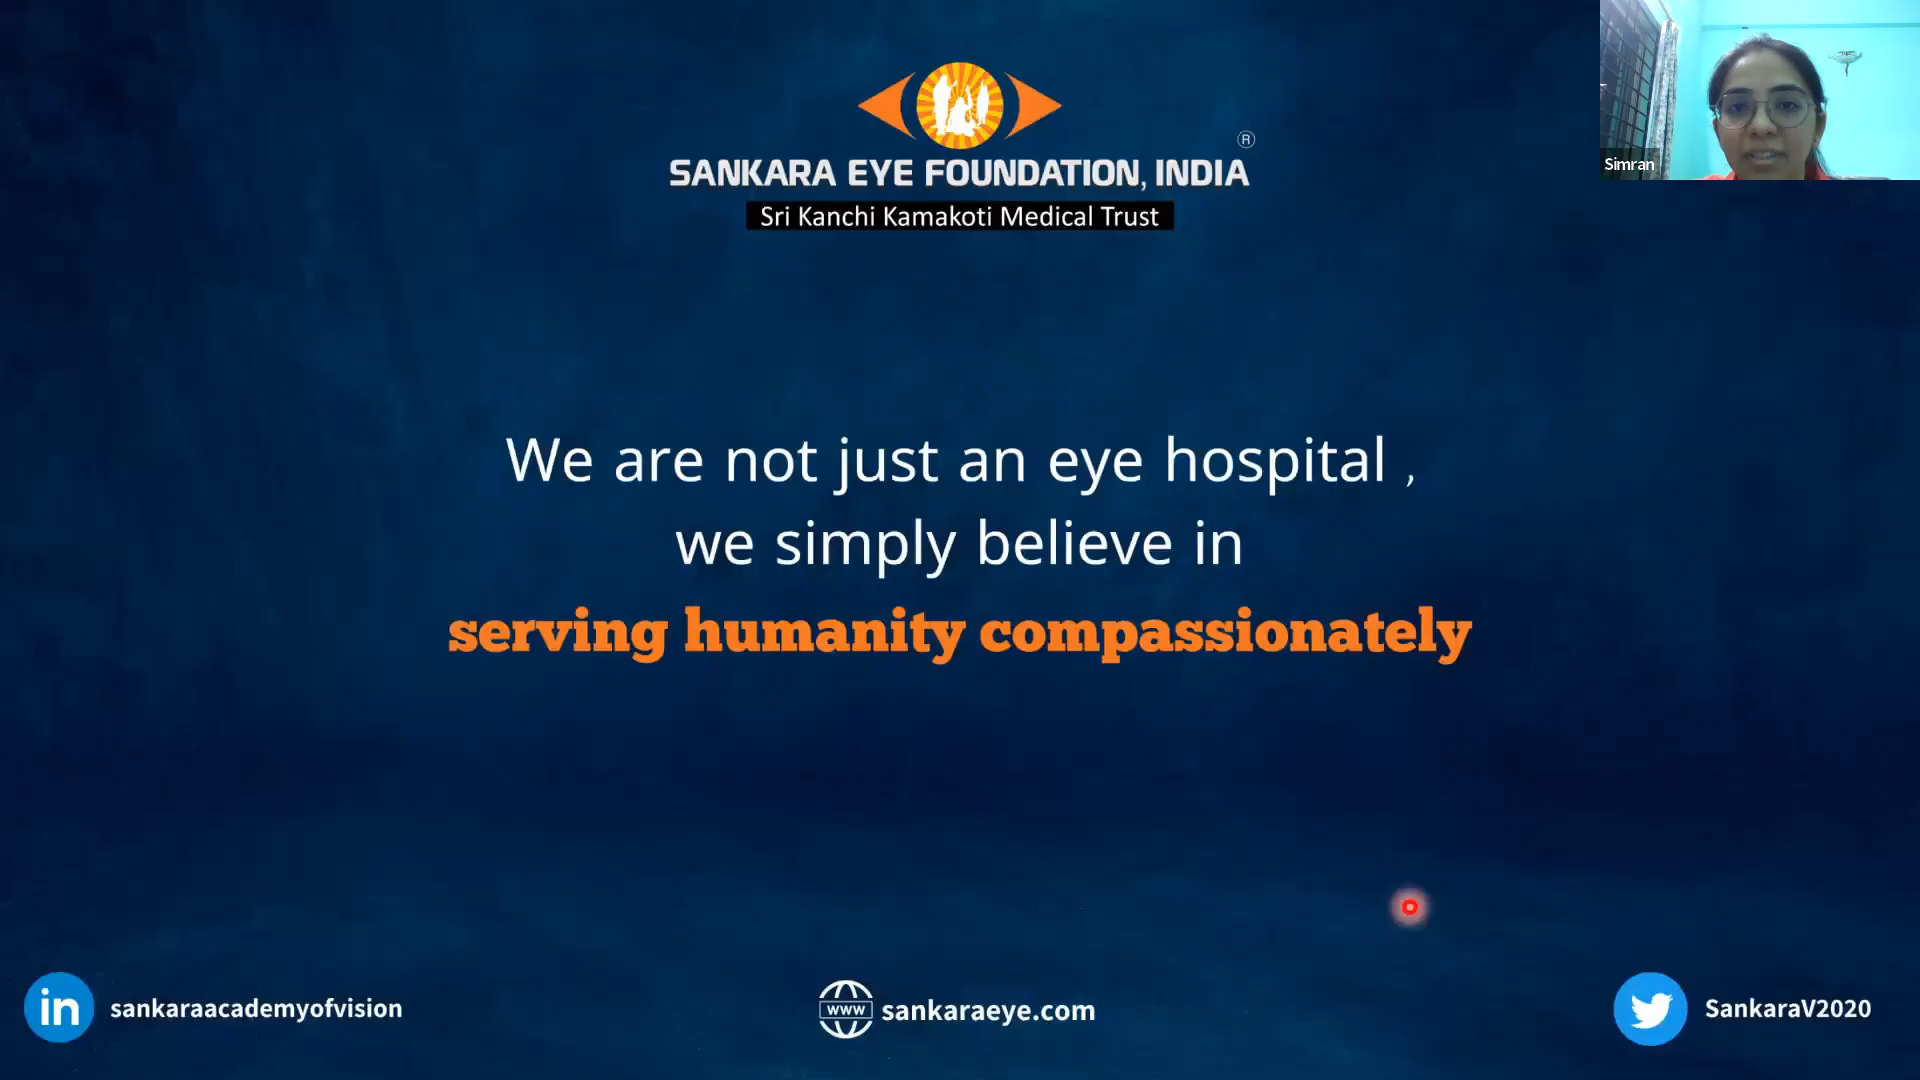 SANKARA EYE FOUNDATION, INDIA
®
Sri Kanchi Kamakoti Medical Trust
Simran
We are not just an eye hospital ,
we simply believe in
serving humanity compassionately
in
sankaraacademyofvision
www
sankaraeye.com
SankaraV2020